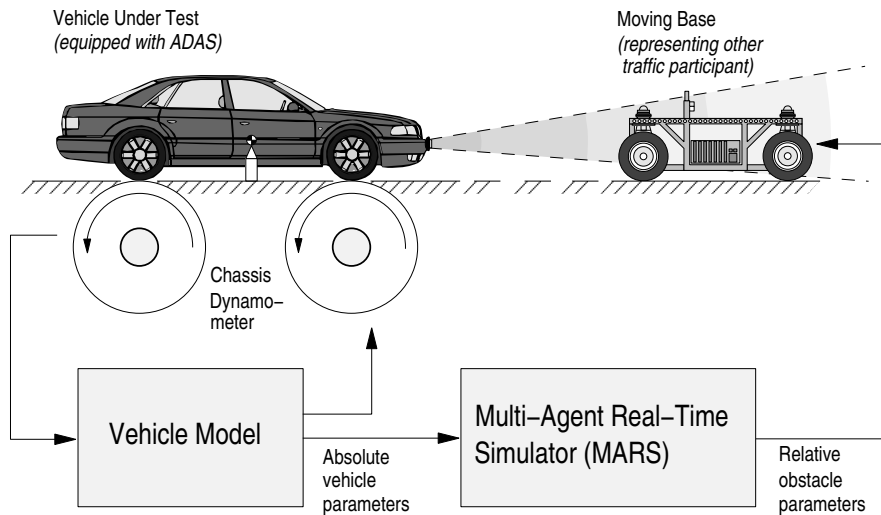 Vehicle Under Test
(equipped with ADAS)
Moving Base
(representing other
traffic participant)
Chassis
Dynamo−
meter
Vehicle Model
Absolute
vehicle
parameters
Multi−Agent Real−Time
Simulator (MARS)
Relative
obstacle
parameters